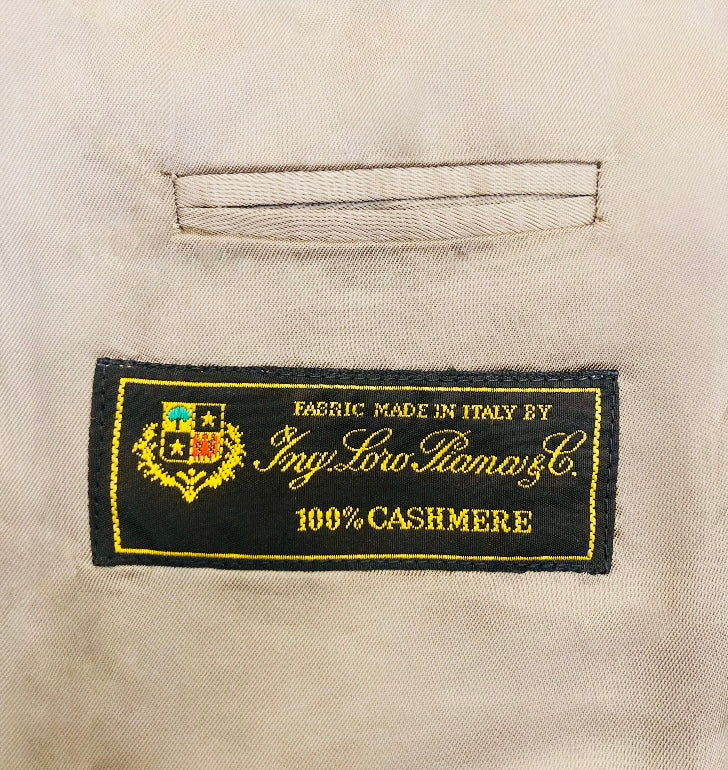 FABRIC MADE IN ITALY BY
Ing. Loro Piana & C.
100% CASHMERE